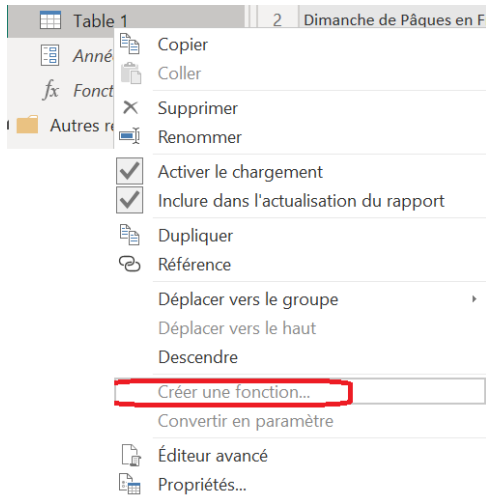 Table 1
2 Dimanche de Pâques en F
Anné
fx Fonct
Autres re
Copier
Coller
Supprimer
Renommer
Activer le chargement
Inclure dans l'actualisation du rapport
Dupliquer
Référence
Déplacer vers le groupe
Déplacer vers le haut
Descendre
Créer une fonction...
Convertir en paramètre
Éditeur avancé
Propriétés...